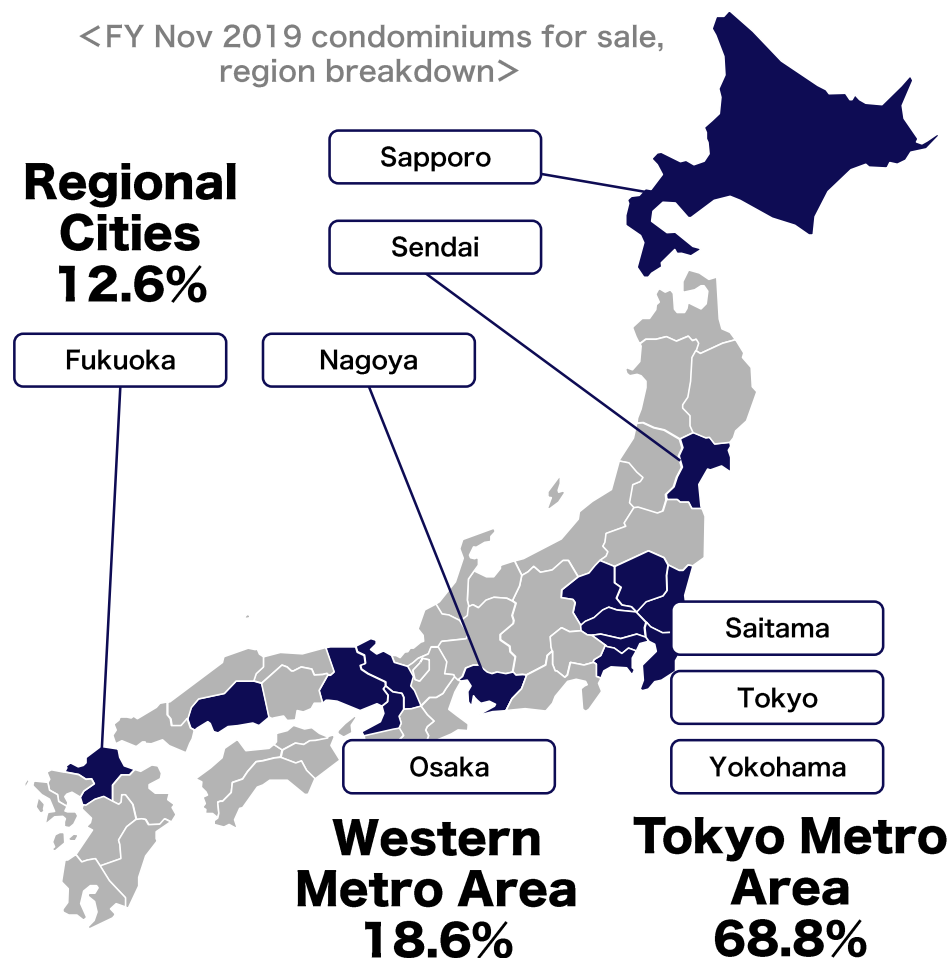 <FY Nov 2019 condominiums for sale,
region breakdown>
Sapporo
Regional
Cities
12.6%
Sendai
Fukuoka
Nagoya
Saitama
Tokyo
Osaka
Yokohama
Western
Metro Area
18.6%
Tokyo Metro
Area
68.8%